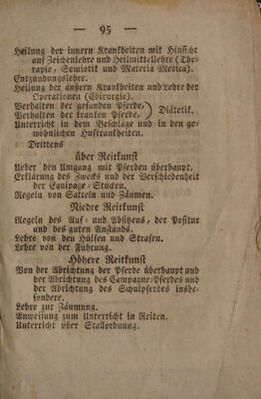 — 95 —
Heilung der innern Krankheiten mit Hinsicht
auf Zeichenlehre und Heilmittellehre (The-
rapie, Semiotik und Materia Medica).
Entzündungslehre.
Heilung der äußern Krankheiten und Lehre der
Operationen (Chirurgie).
Verhalten der gesunden Pferde,
Verhalten der kranken Pferde. } Diätetik.
Unterricht in dem Beschläge und in den ge-
wöhnlichen Hufkrankheiten.
Drittens
über Reitkunst
Ueber den Umgang mit Pferden überhaupt.
Erklärung des Zwecks und der Verschiedenheit
der Equipage-Stücken.
Regeln von Satteln und Zäumen.
Niedre Reitkunst
Regeln des Auf- und Absitzens, der Positur
und des guten Anstands.
Lehre von den Hülfen und Strafen.
Lehre von der Führung.
Höhere Reitkunst
Von der Abrichtung der Pferde überhaupt und
der Abrichtung des Campagne-Pferdes und
der Abrichtung des Schulpferdes insbe-
sondere.
Lehre zur Zäumung.
Anweisung zum Unterricht in Reiten.
Unterricht über Stallordnung.